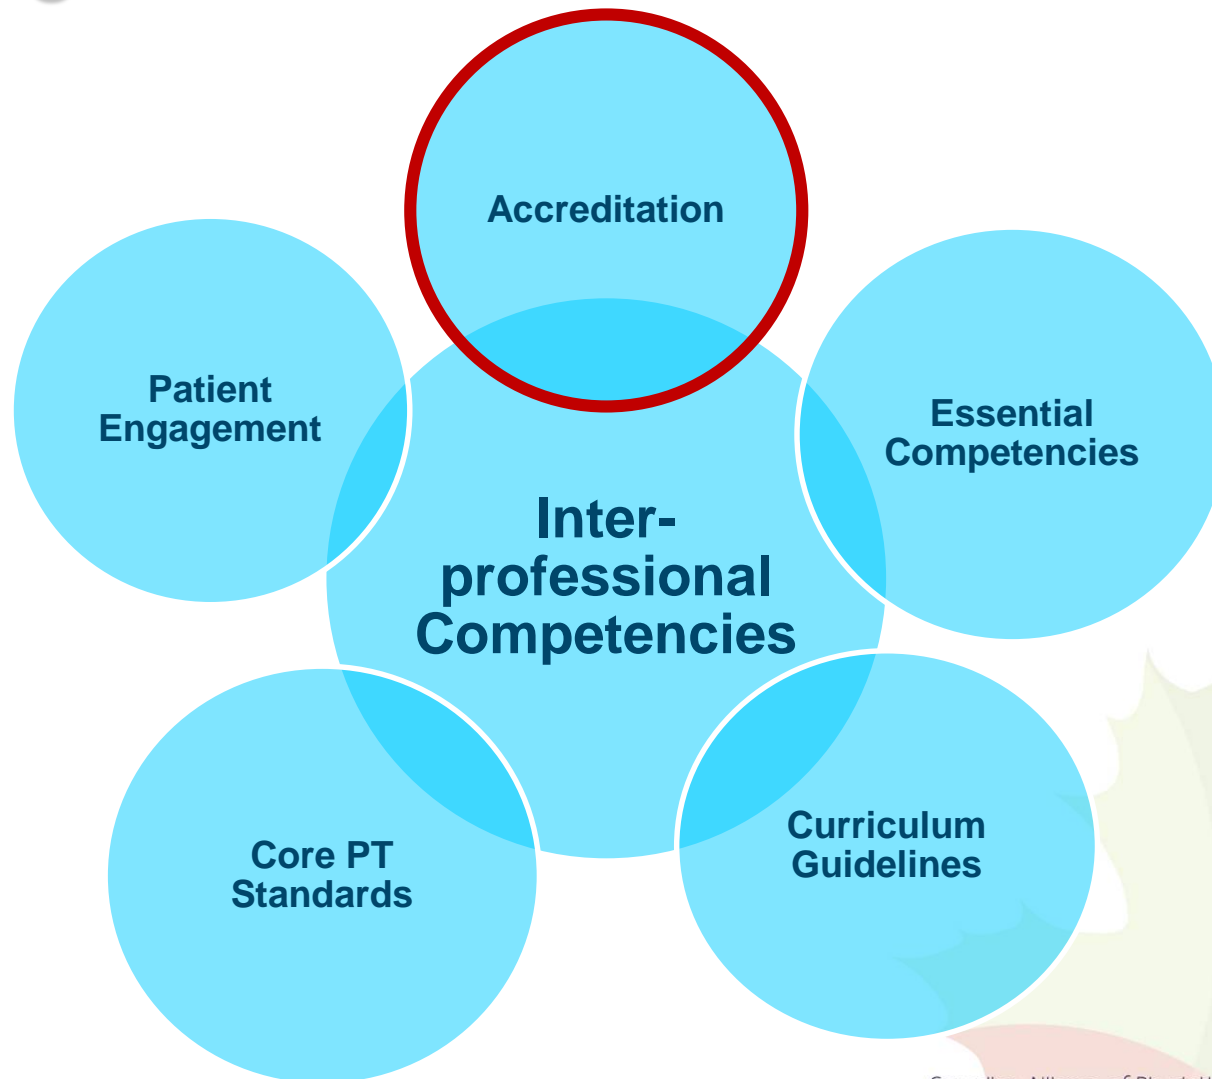 Accreditation
Patient
Engagement
Essential
Competencies
Inter-
professional
Competencies
Curriculum
Guidelines
Core PT
Standards